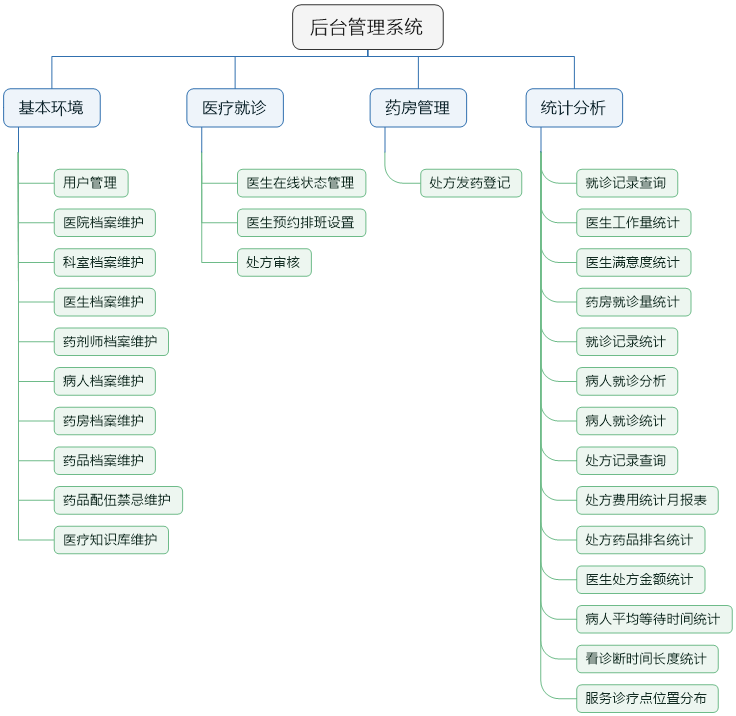 后台管理系统
基本环境
用户管理
医院档案维护
科室档案维护
医生档案维护
药剂师档案维护
病人档案维护
药房档案维护
药品档案维护
药品配伍禁忌维护
医疗知识库维护
医疗就诊
医生在线状态管理
医生预约排班设置
处方审核
药房管理
处方发药登记
统计分析
就诊记录查询
医生工作量统计
医生满意度统计
药房就诊量统计
就诊记录统计
病人就诊分析
病人就诊统计
处方记录查询
处方费用统计月报表
处方药品排名统计
医生处方金额统计
病人平均等待时间统计
看诊断时间长度统计
服务诊疗点位置分布